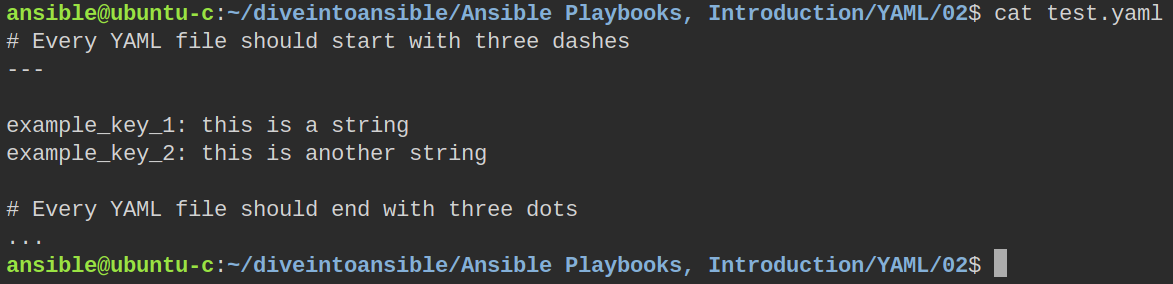 ansible@ubuntu-c:~/diveintoansible/Ansible Playbooks, Introduction/YAML/02$ cat test.yaml
# Every YAML file should start with three dashes
---
example_key_1: this is a string
example_key_2: this is another string
# Every YAML file should end with three dots
...
ansible@ubuntu-c:~/diveintoansible/Ansible Playbooks, Introduction/YAML/02$